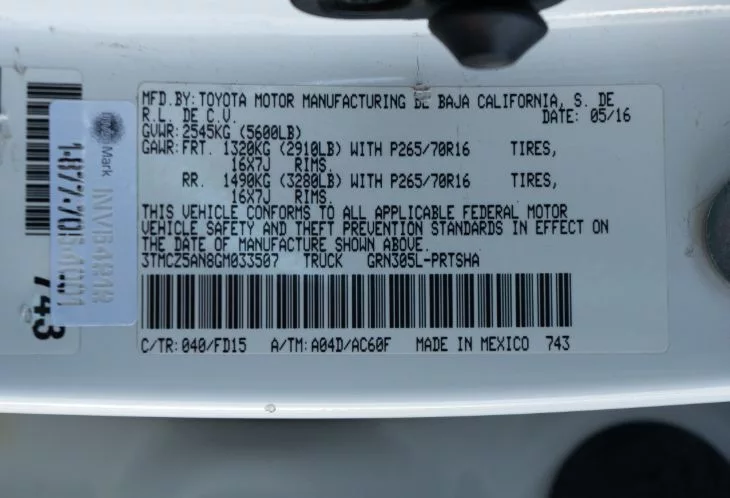 MFD.BY:TOYOTA MOTOR MANUFACTURING DE BAJA CALIFORNIA, S. DE
R.L. DE C.V. DATE: 05/16
GVWR:2545KG (5600LB)
GAWR:FRT. 1320KG (2910LB) WITH P265/70R16 TIRES,
16X7J RIMS.
RR. 1490KG (3280LB) WITH P265/70R16 TIRES,
16X7J RIMS.
THIS VEHICLE CONFORMS TO ALL APPLICABLE FEDERAL MOTOR
VEHICLE SAFETY AND THEFT PREVENTION STANDARDS IN EFFECT ON
THE DATE OF MANUFACTURE SHOWN ABOVE.
3TMCZ5AN8GM033507 TRUCK GRN305L-PRTSHA
C/TR:040/FD15 A/TM:A04D/AC60F MADE IN MEXICO 743
Mark
743